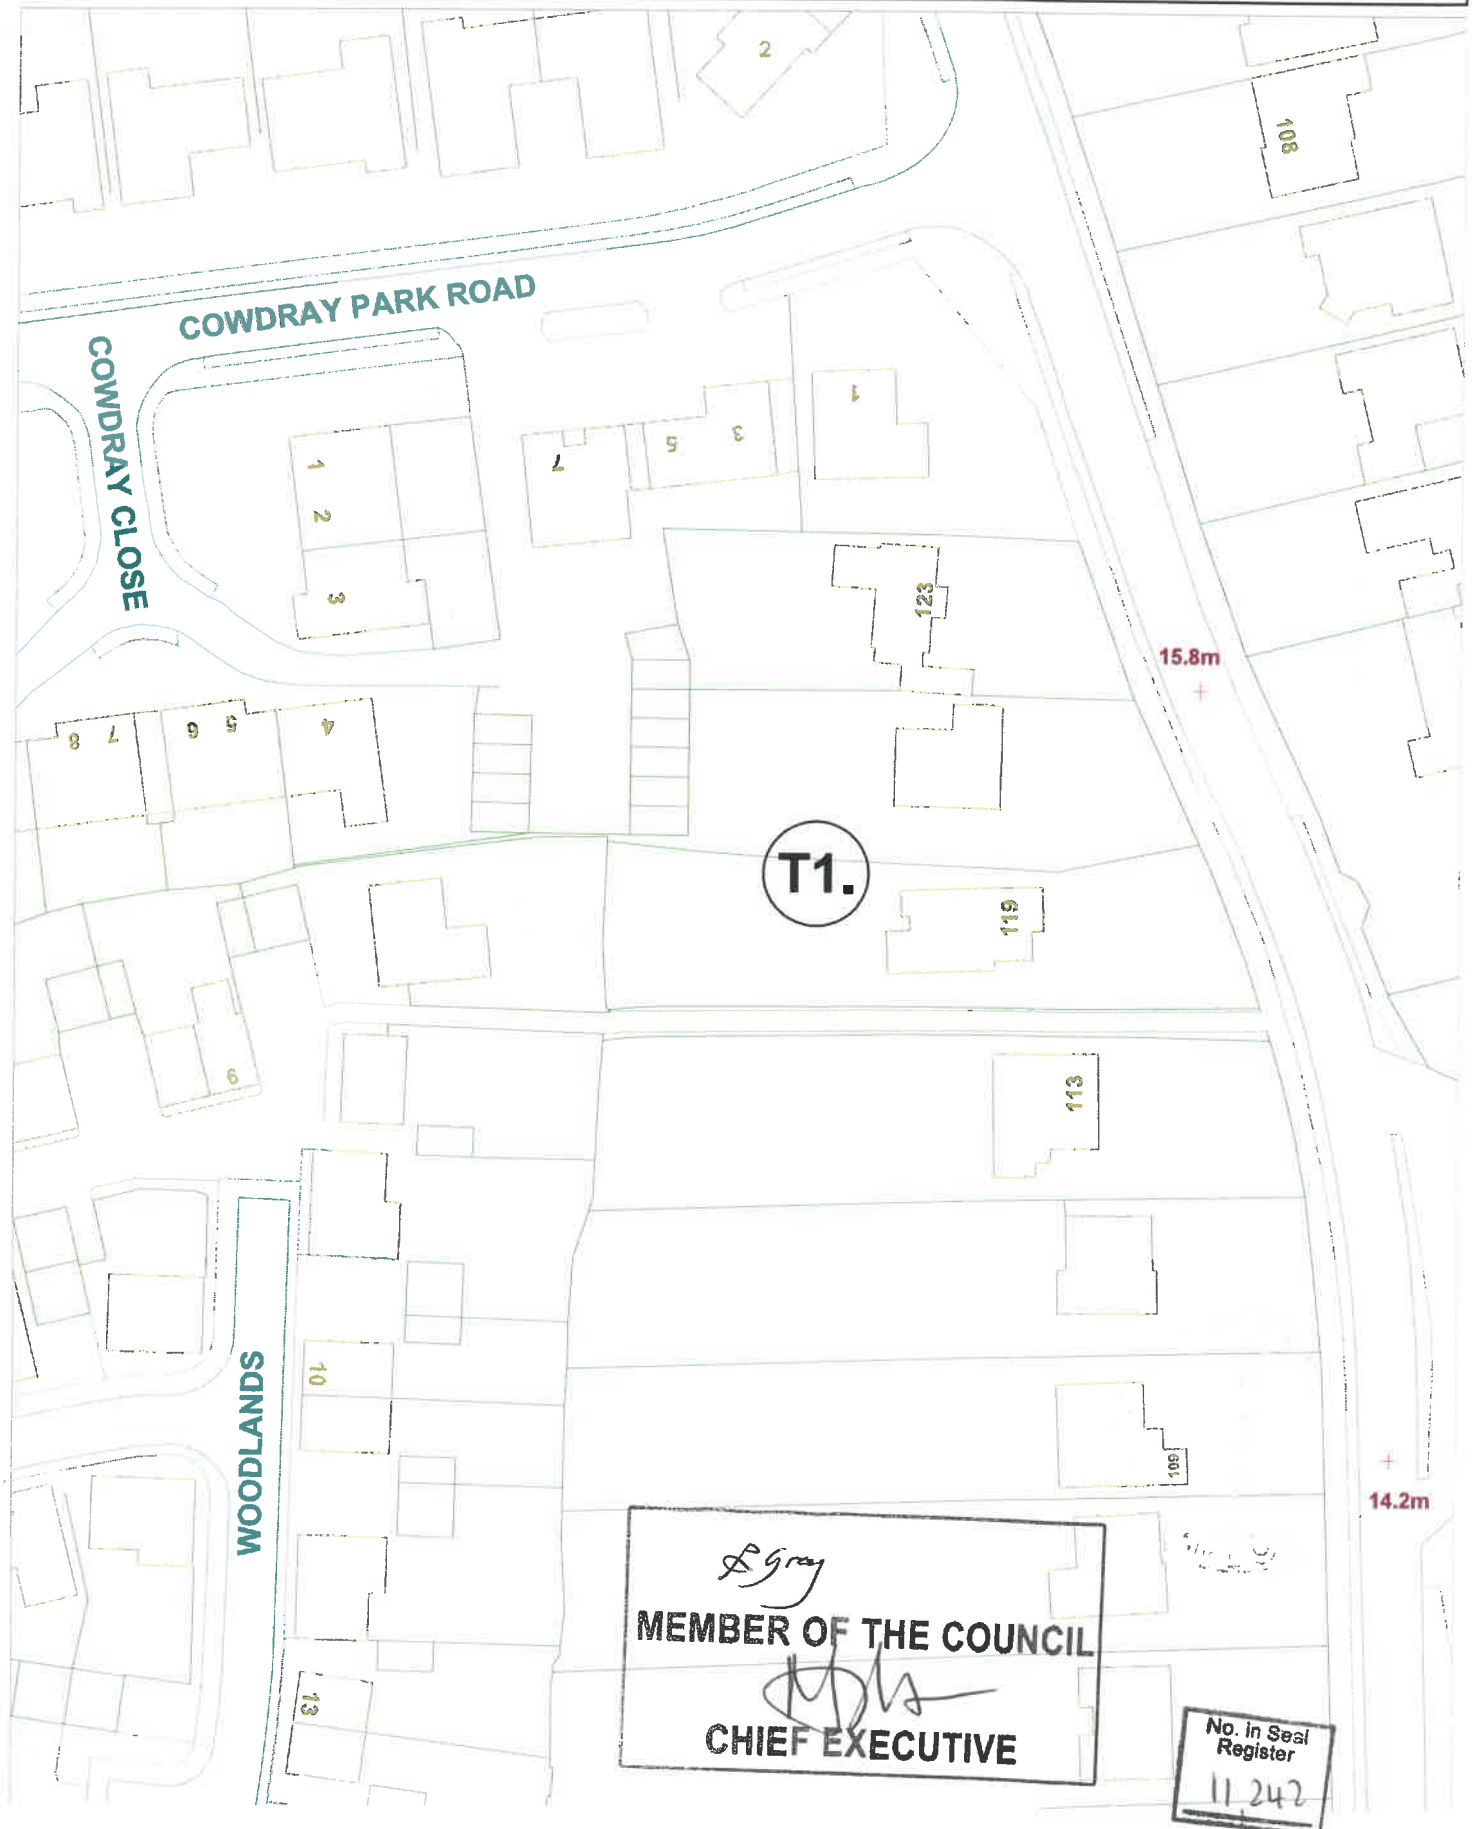 2
108
COWDRAY PARK ROAD
COWDRAY CLOSE
1
2
3
7
5
3
1
123
15.8m
8 7 6 5 4
T1.
119
9
113
WOODLANDS
10
109
14.2m
13
Gray
MEMBER OF THE COUNCIL
CHIEF EXECUTIVE
No. in Seal
Register
11,242